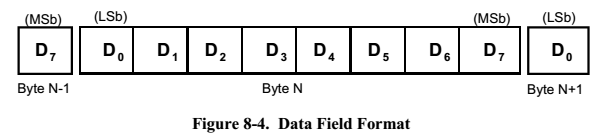 (MSb) (LSb) (MSb) (LSb)
D7 D0 D1 D2 D3 D4 D5 D6 D7 D0
Byte N-1 Byte N Byte N+1
Figure 8-4. Data Field Format